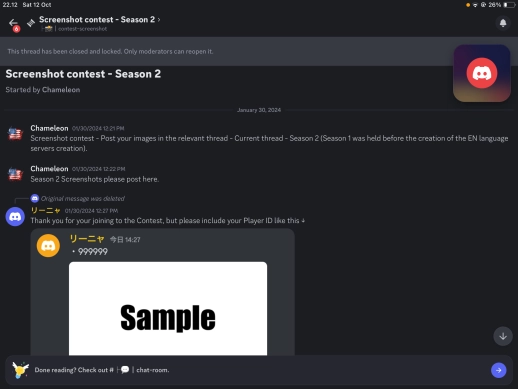 22.12 Sat 12 Oct
26%
6
Screenshot contest - Season 2 ›
contest-screenshot
This thread has been closed and locked. Only moderators can reopen it.
Screenshot contest - Season 2
Started by Chameleon
January 30, 2024
Chameleon 01/30/2024 12:21 PM
Screenshot contest - Post your images in the relevant thread - Current thread - Season 2 (Season 1 was held before the creation of the EN language
servers creation).
Chameleon 01/30/2024 12:22 PM
Season 2 Screenshots please post here.
Original message was deleted
リーニャ 01/30/2024 12:27 PM
Thank you for your joining to the Contest, but please include your Player ID like this ↓
リーニャ 今日 14:27
・999999
Sample
Done reading? Check out # ┊💬┊chat-room.